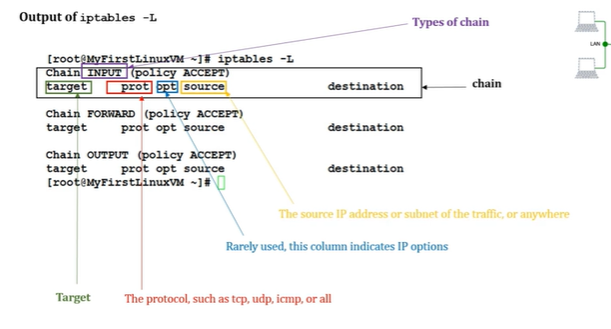 Output of iptables -L
Types of chain
LAN
[root@MyFirstLinuxVM ~]# iptables -L
Chain INPUT (policy ACCEPT)
target prot opt source destination
chain
Chain FORWARD (policy ACCEPT)
target prot opt source destination
Chain OUTPUT (policy ACCEPT)
target prot opt source destination
[root@MyFirstLinuxVM ~]#
The source IP address or subnet of the traffic, or anywhere
Rarely used, this column indicates IP options
Target
The protocol, such as tcp, udp, icmp, or all